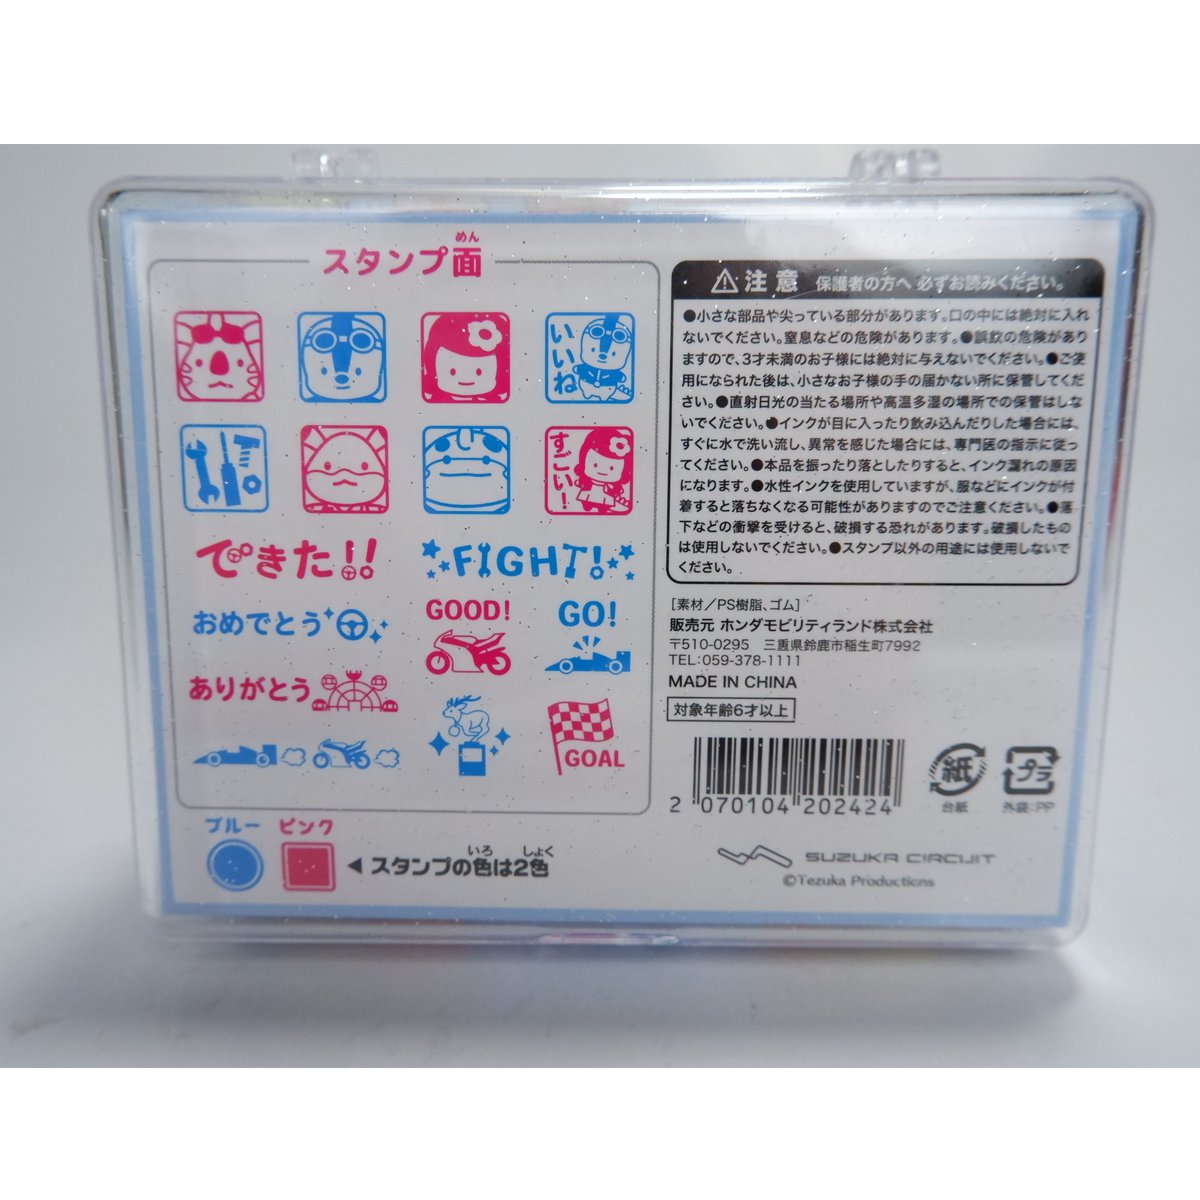 スタンプ面
めん
いいね
すごい!
できた!!
FIGHT!
おめでとう
GOOD!
GO!
ありがとう
GOAL
ブルー ピンク
いろ しょく
◀スタンプの色は2色
⚠注意 保護者の方へ 必ずお読みください。
●小さな部品や尖っている部分があります。口の中には絶対に入れ
ないでください。窒息などの危険があります。●誤飲の危険があり
ますので、3才未満のお子様には絶対に与えないでください。●ご使
用になられた後は、小さなお子様の手の届かない所に保管してくだ
さい。●直射日光の当たる場所や高温多湿の場所での保管はしな
いでください。●インクが目に入ったり飲み込んだりした場合には、
すぐに水で洗い流し、異常を感じた場合には、専門医の指示に従っ
てください。●本品を振ったり落としたりすると、インク漏れの原因
になります。●水性インクを使用していますが、服などにインクが付
着すると落ちなくなる可能性がありますのでご注意ください。●落
下などの衝撃を受けると、破損する恐れがあります。破損したもの
は使用しないでください。●スタンプ以外の用途には使用しないで
ください。
[素材/PS樹脂、ゴム]
販売元 ホンダモビリティランド株式会社
〒510-0295 三重県鈴鹿市稲生町7992
TEL:059-378-1111
MADE IN CHINA
対象年齢6才以上
2 070104 202424
紙
台紙
プラ
外袋:PP
SUZUKA CIRCUIT
©Tezuka Productions